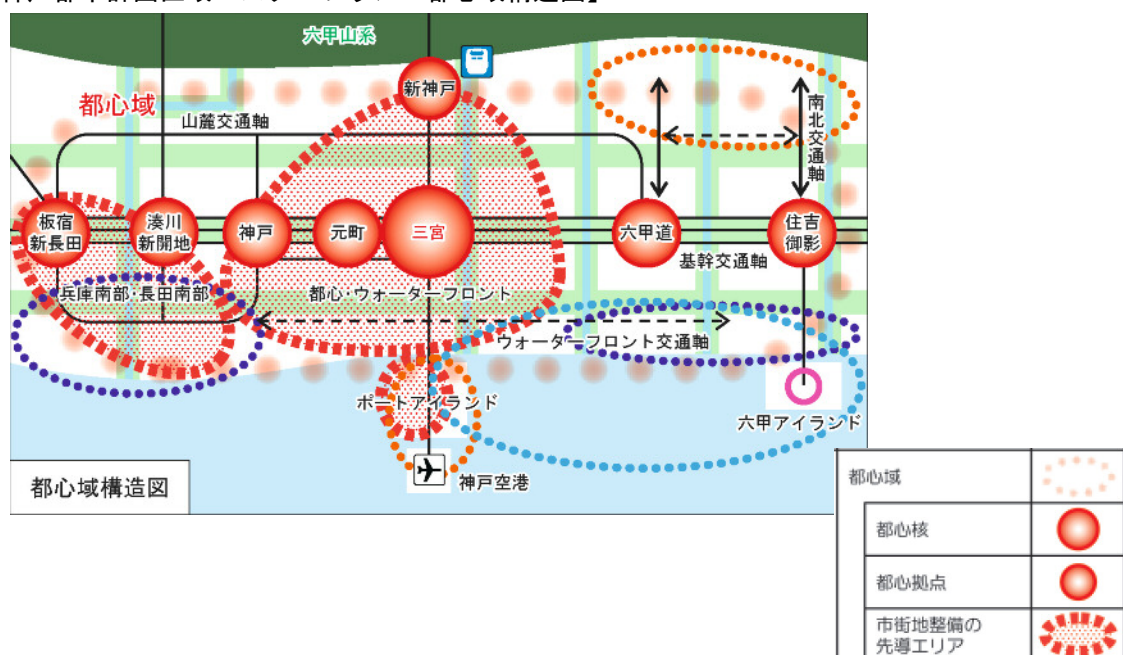 六甲山系
新神戸
都心域
山麓交通軸
南北交通軸
板宿
新長田
湊川
新開地
神戸
元町
三宮
六甲道
住吉
御影
基幹交通軸
兵庫南部・長田南部
都心・ウォーターフロント
ウォーターフロント交通軸
ポートアイランド
六甲アイランド
神戸空港
都心域構造図
都心域
都心核
都心拠点
市街地整備の
先導エリア